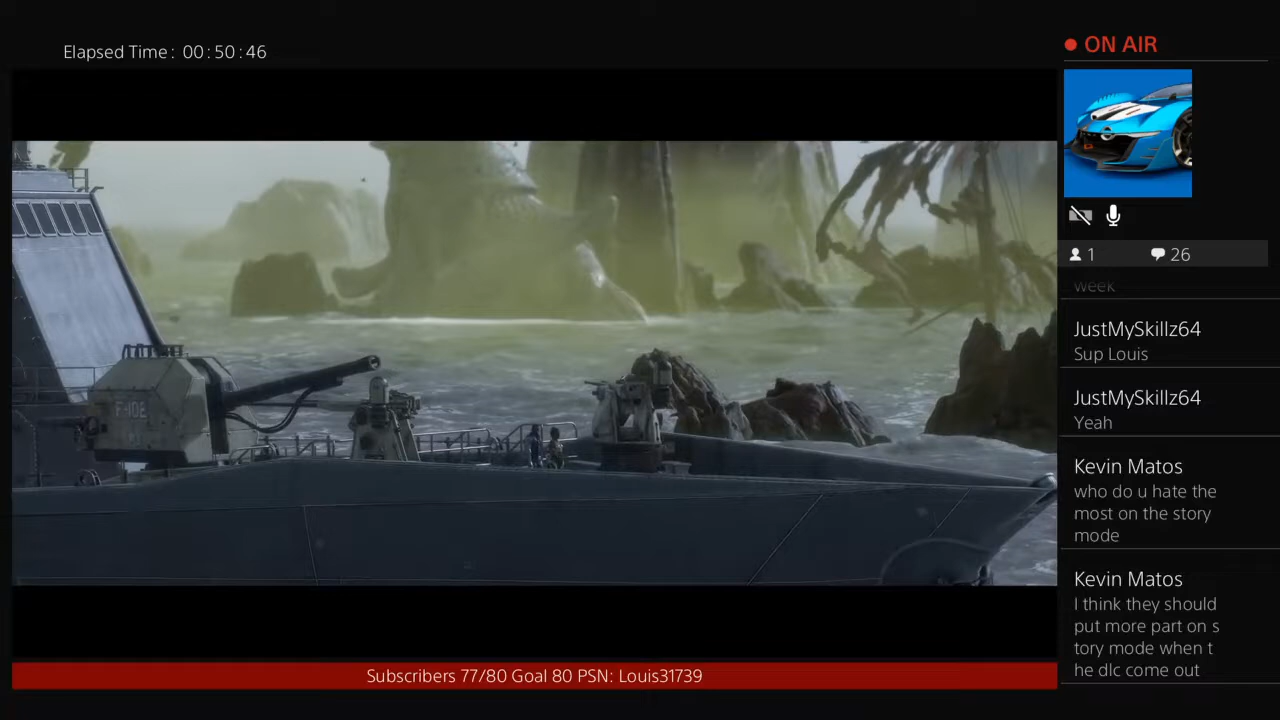 Elapsed Time: 00:50:46
ON AIR
1
26
week
JustMySkillz64
Sup Louis
JustMySkillz64
Yeah
Kevin Matos
who do u hate the
most on the story
mode
Kevin Matos
I think they should
put more part on s
tory mode when t
he dlc come out
F-102
Subscribers 77/80 Goal 80 PSN: Louis31739